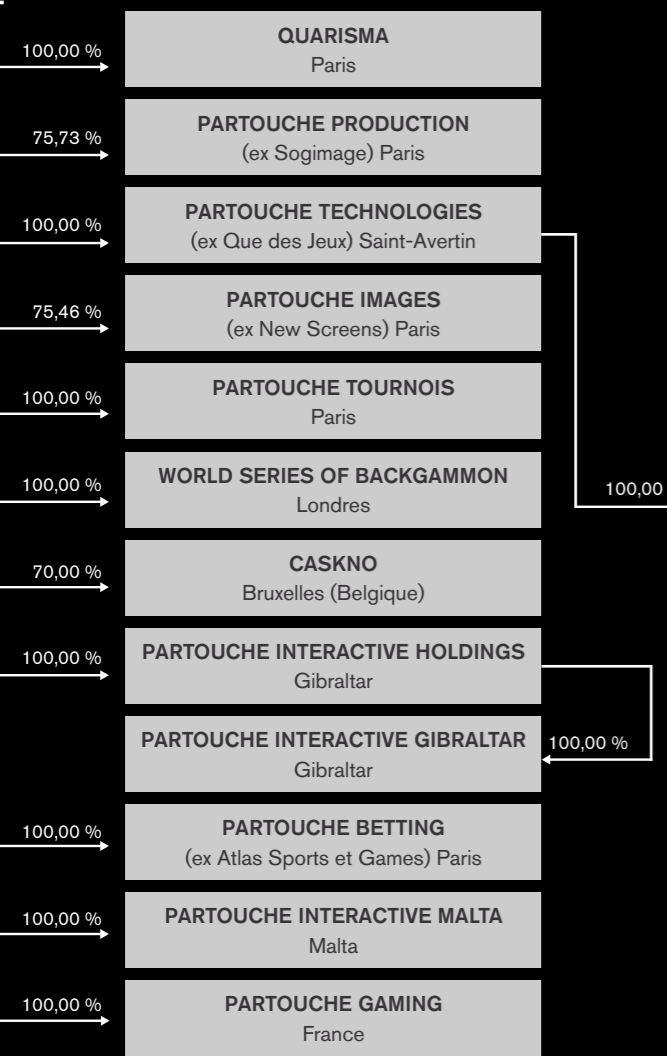 100,00 %
QUARISMA
Paris
75,73 %
PARTOUCHE PRODUCTION
(ex Sogimage) Paris
100,00 %
PARTOUCHE TECHNOLOGIES
(ex Que des Jeux) Saint-Avertin
75,46 %
PARTOUCHE IMAGES
(ex New Screens) Paris
100,00 %
PARTOUCHE TOURNOIS
Paris
100,00 %
WORLD SERIES OF BACKGAMMON
Londres
100,00
70,00 %
CASKNO
Bruxelles (Belgique)
100,00 %
PARTOUCHE INTERACTIVE HOLDINGS
Gibraltar
PARTOUCHE INTERACTIVE GIBRALTAR
Gibraltar
100,00 %
100,00 %
PARTOUCHE BETTING
(ex Atlas Sports et Games) Paris
100,00 %
PARTOUCHE INTERACTIVE MALTA
Malta
100,00 %
PARTOUCHE GAMING
France